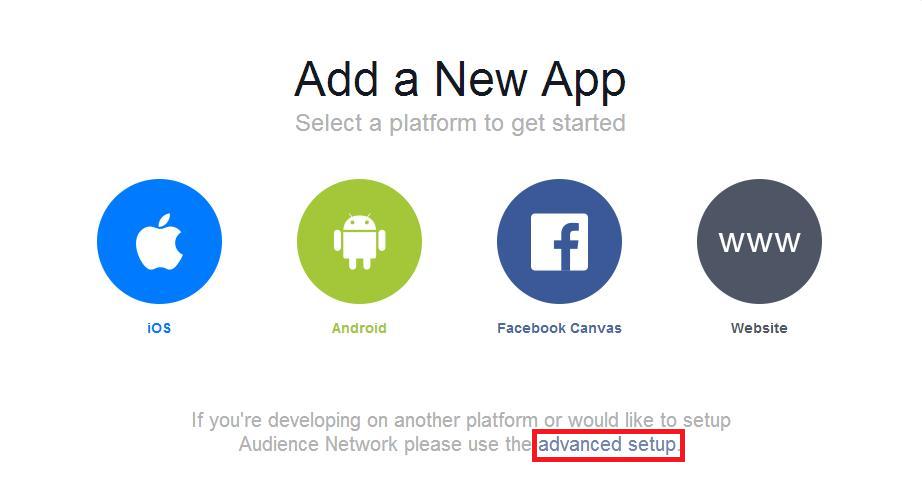 Add a New App
Select a platform to get started
www
iOS
Android
Facebook Canvas
Website
If you're developing on another platform or would like to setup
Audience Network please use the advanced setup.